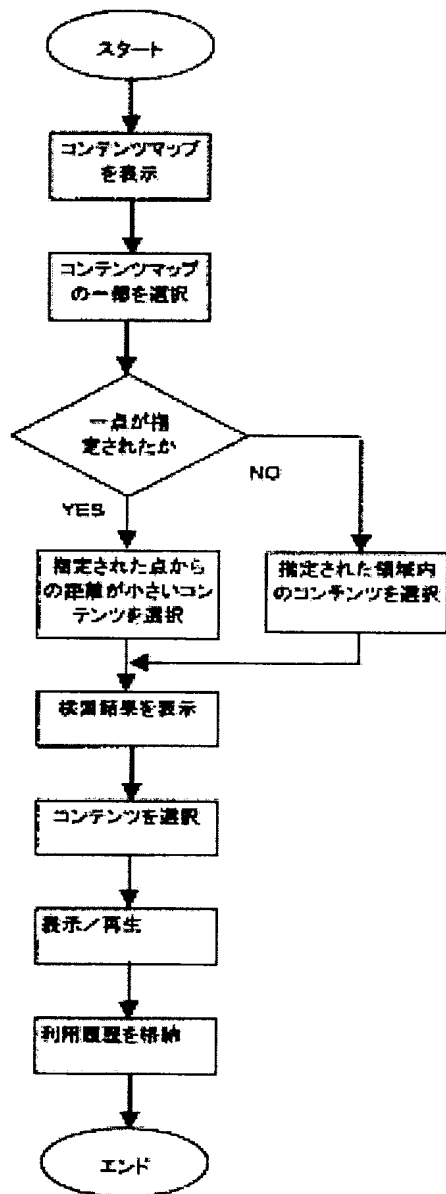 スタート
コンテンツマップ
を表示
コンテンツマップ
の一部を選択
一点が指
定されたか
YES
NO
指定された点から
の距離が小さいコン
テンツを選択
指定された領域内
のコンテンツを選択
検索結果を表示
コンテンツを選択
表示／再生
利用履歴を格納
エンド